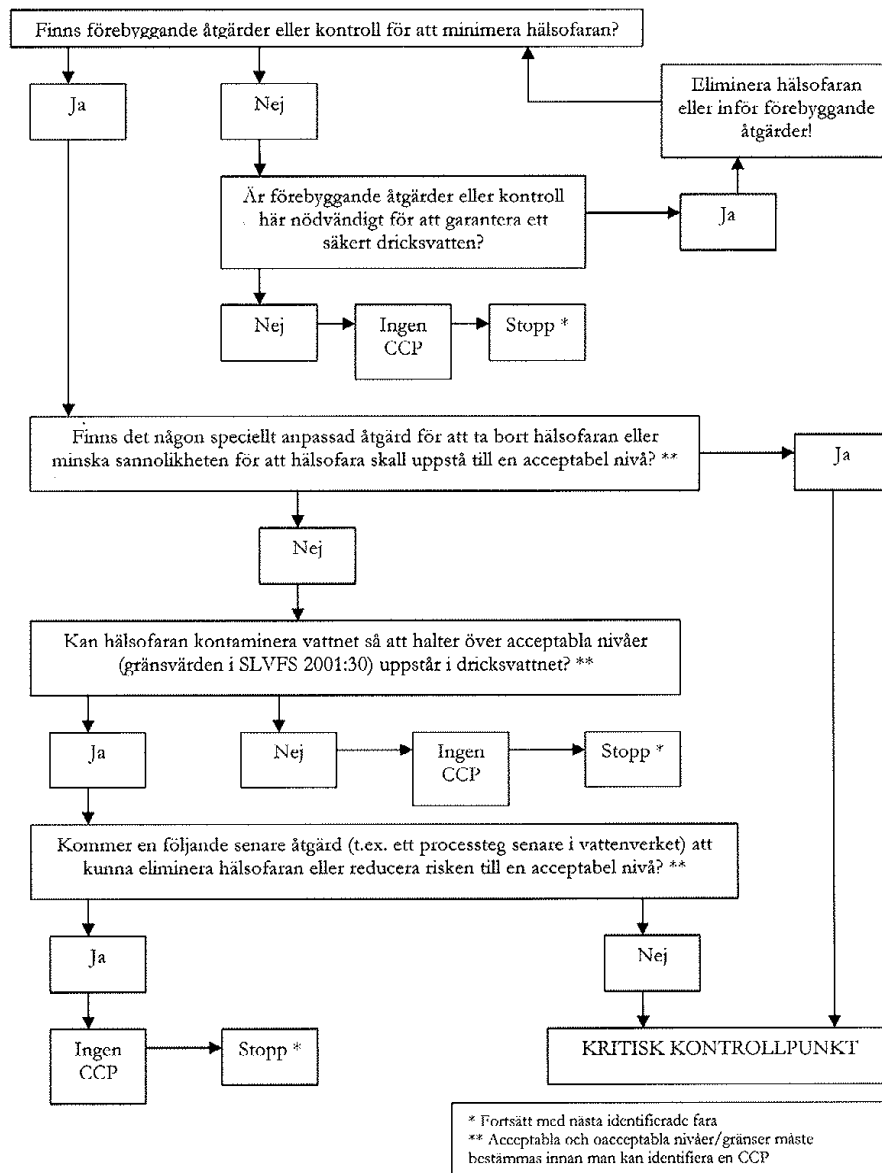 Finns förebyggande åtgärder eller kontroll för att minimera hälsofaran?
Ja
Nej
Eliminera hälsofaran
eller inför förebyggande
åtgärder!
Är förebyggande åtgärder eller kontroll
här nödvändigt för att garantera ett
säkert dricksvatten?
Ja
Nej
Ingen
CCP
Stopp *
Finns det någon speciellt anpassad åtgärd för att ta bort hälsofaran eller
minska sannolikheten för att hälsofara skall uppstå till en acceptabel nivå? **
Ja
Nej
Kan hälsofaran kontaminera vattnet så att halter över acceptabla nivåer
(gränsvärden i SLVFS 2001:30) uppstår i dricksvattnet? **
Ja
Nej
Ingen
CCP
Stopp *
Kommer en följande senare åtgärd (t.ex. ett processteg senare i vattenverket) att
kunna eliminera hälsofaran eller reducera risken till en acceptabel nivå? **
Ja
Nej
Ingen
CCP
Stopp *
KRITISK KONTROLLPUNKT
* Fortsätt med nästa identifierade fara
** Acceptabla och oacceptabla nivåer/gränser måste
bestämmas innan man kan identifiera en CCP